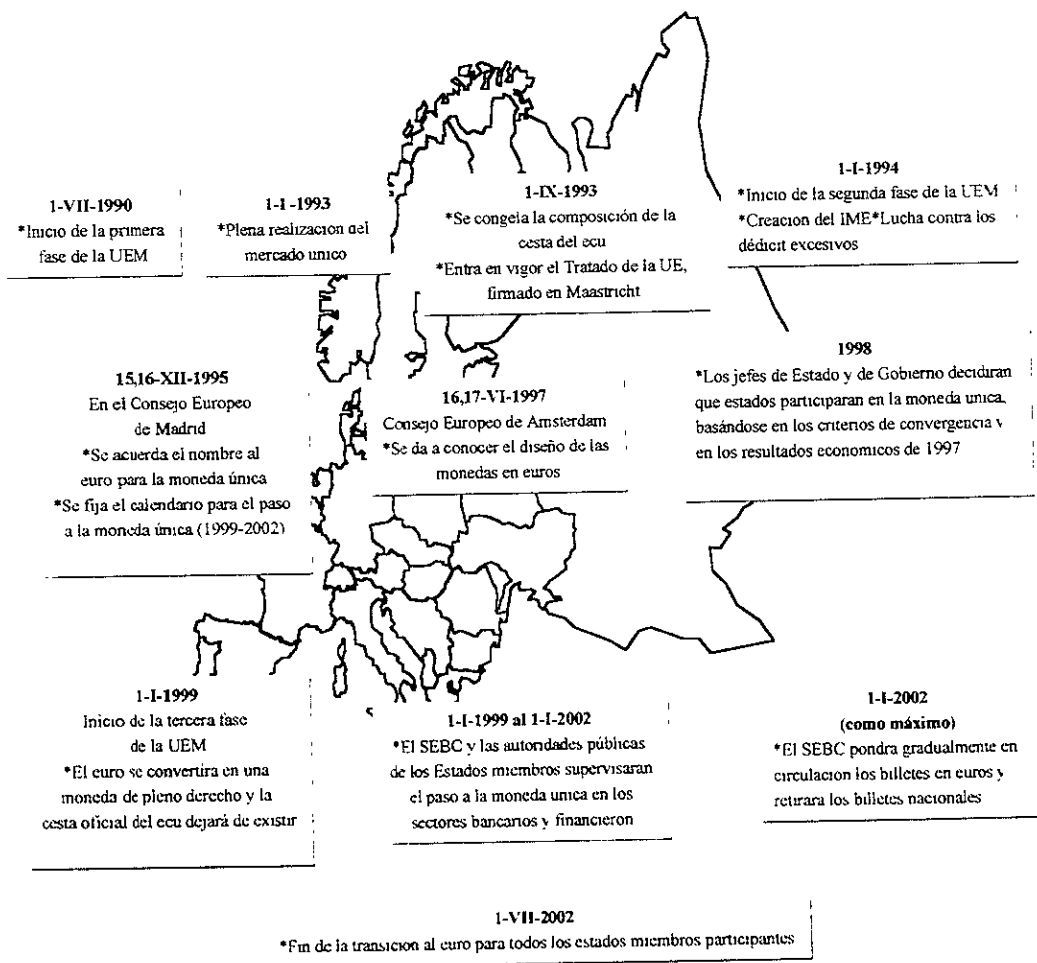 1-VII-1990
*Inicio de la primera
fase de la UEM
1-I-1993
*Plena realizacion del
mercado unico
1-IX-1993
*Se congela la composición de la
cesta del ecu
*Entra en vigor el Tratado de la UE,
firmado en Maastricht
1-I-1994
*Inicio de la segunda fase de la UEM
*Creacion del IME*Lucha contra los
dédicit excesivos
15,16-XII-1995
En el Consejo Europeo
de Madrid
*Se acuerda el nombre al
euro para la moneda única
*Se fija el calendario para el paso
a la moneda única (1999-2002)
16,17-VI-1997
Consejo Europeo de Amsterdam
*Se da a conocer el diseño de las
monedas en euros
1998
*Los jefes de Estado y de Gobierno decidiran
que estados participaran en la moneda unica,
basándose en los criterios de convergencia y
en los resultados economicos de 1997
1-I-1999
Inicio de la tercera fase
de la UEM
*El euro se convertira en una
moneda de pleno derecho y la
cesta oficial del ecu dejará de existir
1-I-1999 al 1-I-2002
*El SEBC y las autoridades públicas
de los Estados miembros supervisaran
el paso a la moneda unica en los
sectores bancarios y financieron
1-I-2002
(como máximo)
*El SEBC pondra gradualmente en
circulación los billetes en euros y
retirara los billetes nacionales
1-VII-2002
*Fin de la transicion al euro para todos los estados miembros participantes